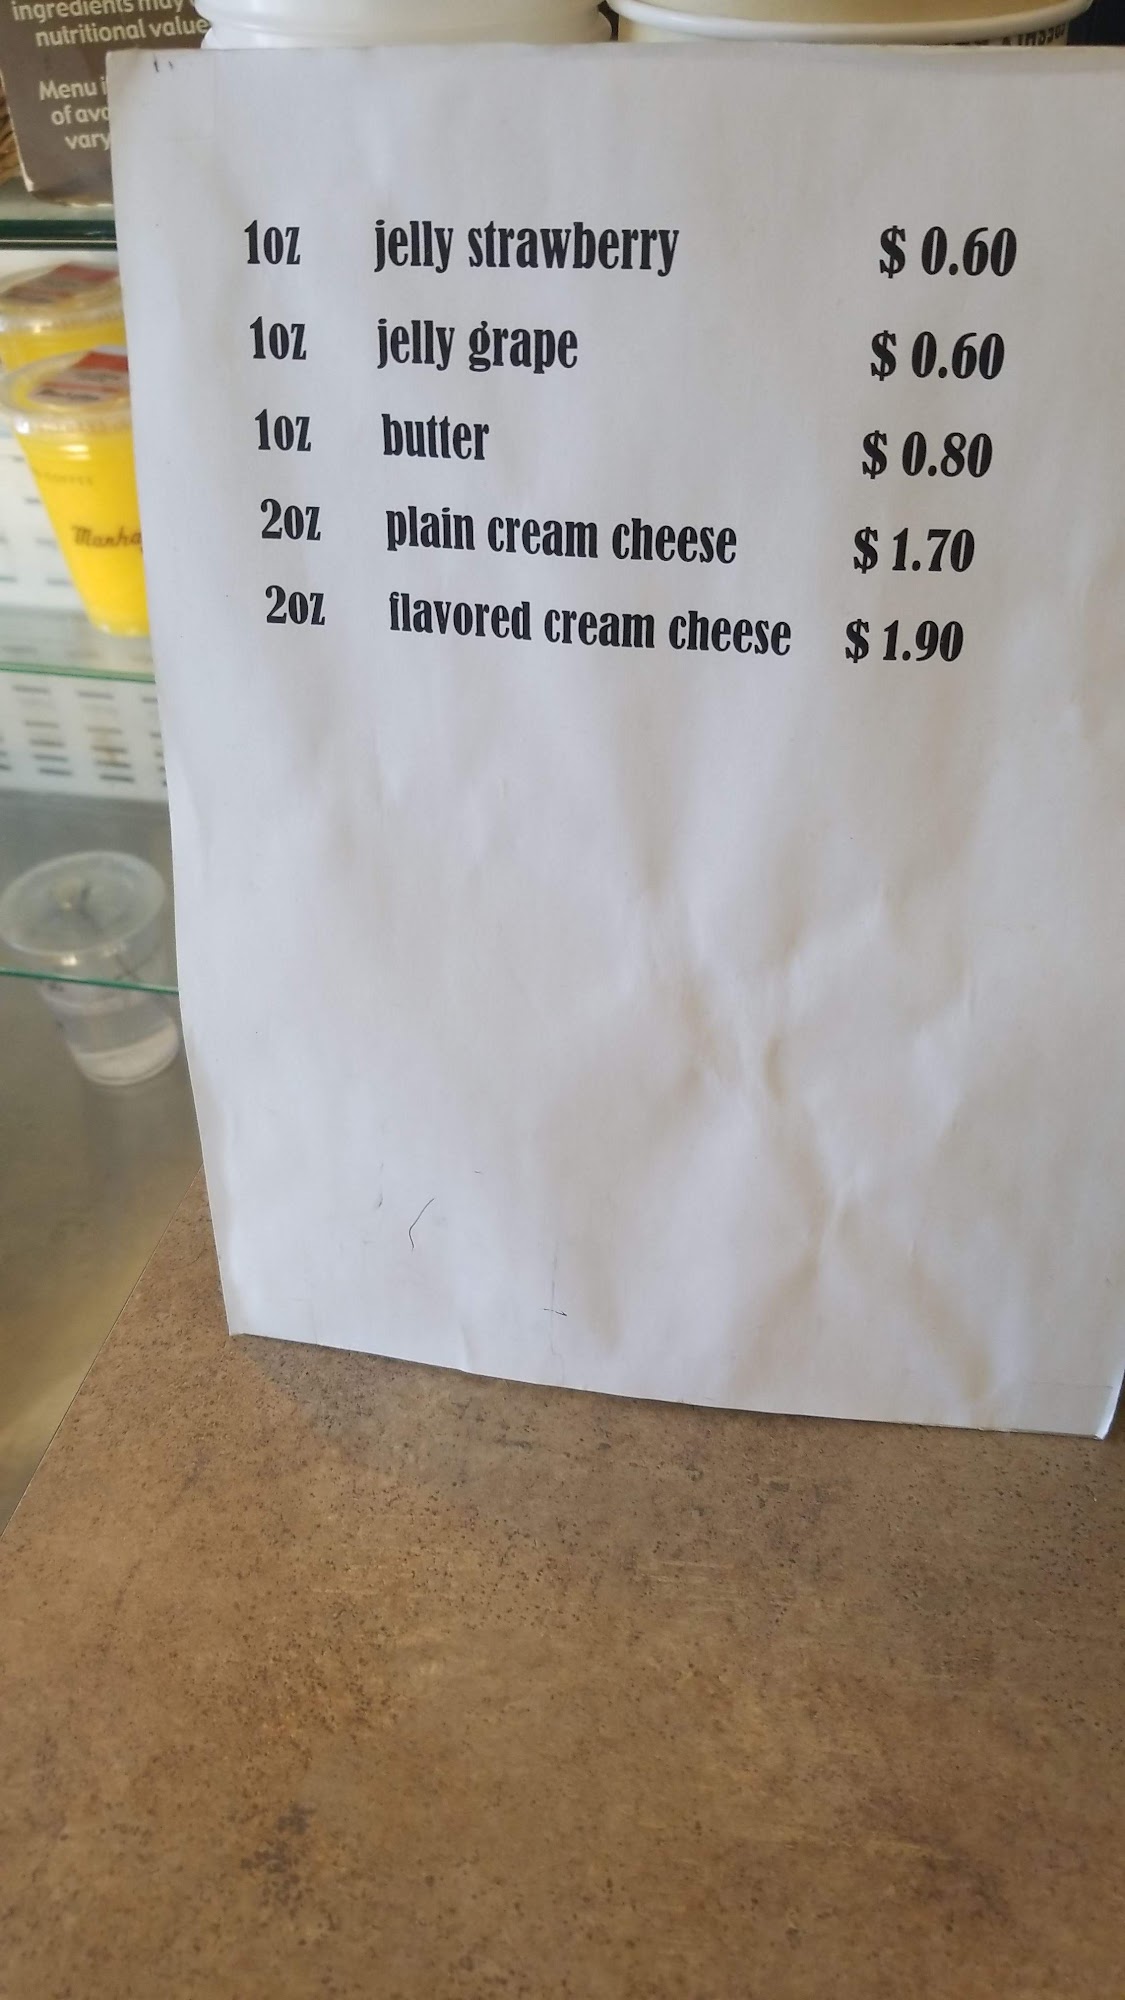 ingredients may
nutritional value
Menu
of
vary
1oz jelly strawberry $ 0.60
1oz jelly grape $ 0.60
1oz butter $ 0.80
2oz plain cream cheese $ 1.70
2oz flavored cream cheese $ 1.90